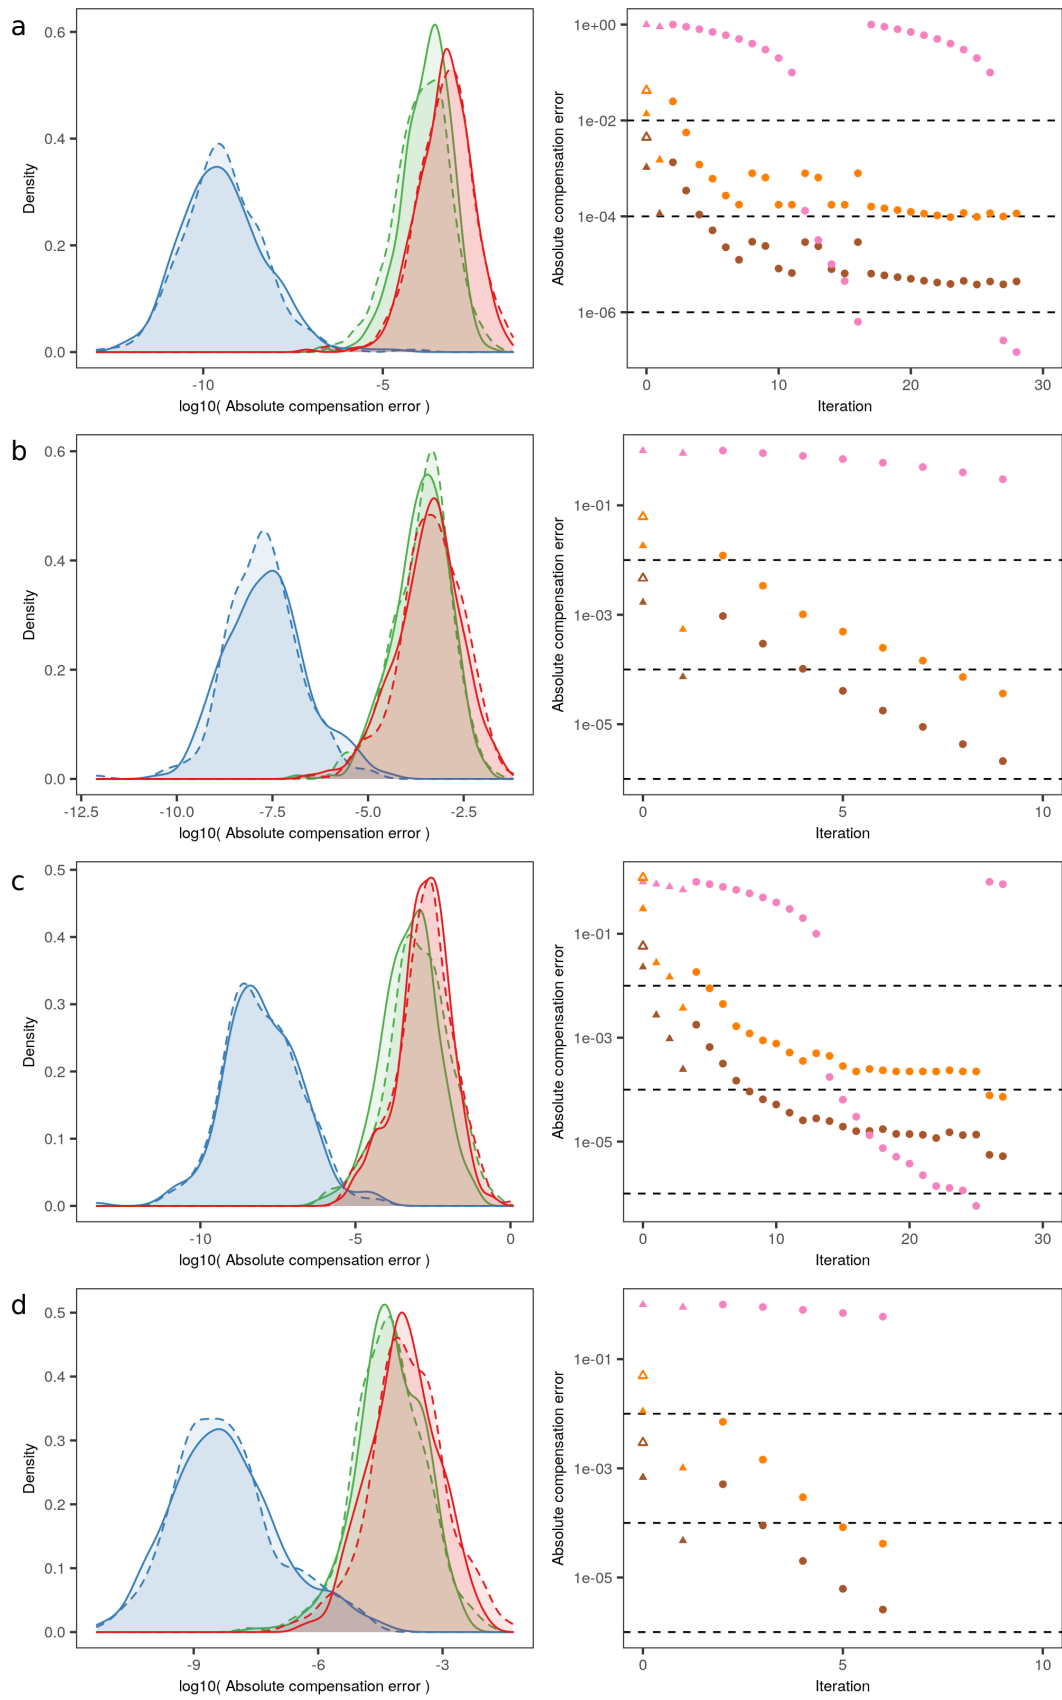 a
0.6
0.4
0.2
0.0
Density
-10
-5
log10( Absolute compensation error )
1e+00
1e-02
1e-04
1e-06
Absolute compensation error
0
10
20
30
Iteration
b
0.6
0.4
0.2
0.0
Density
-12.5
-10.0
-7.5
-5.0
-2.5
log10( Absolute compensation error )
1e-01
1e-03
1e-05
Absolute compensation error
0
5
10
Iteration
c
0.5
0.4
0.3
0.2
0.1
0.0
Density
-10
-5
0
log10( Absolute compensation error )
1e-01
1e-03
1e-05
Absolute compensation error
0
10
20
30
Iteration
d
0.5
0.4
0.3
0.2
0.1
0.0
Density
-9
-6
-3
log10( Absolute compensation error )
1e-01
1e-03
1e-05
Absolute compensation error
0
5
10
Iteration